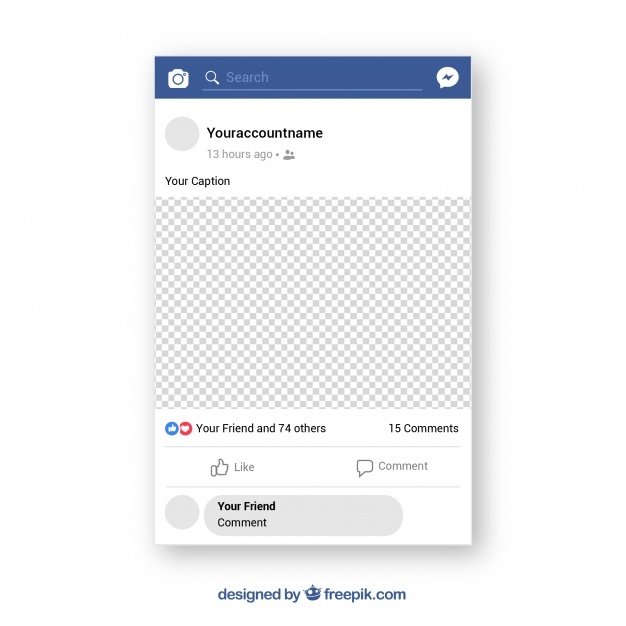 Search
Youraccountname
13 hours ago •
Your Caption
Your Friend and 74 others 15 Comments
Like Comment
Your Friend
Comment
designed by freepik.com